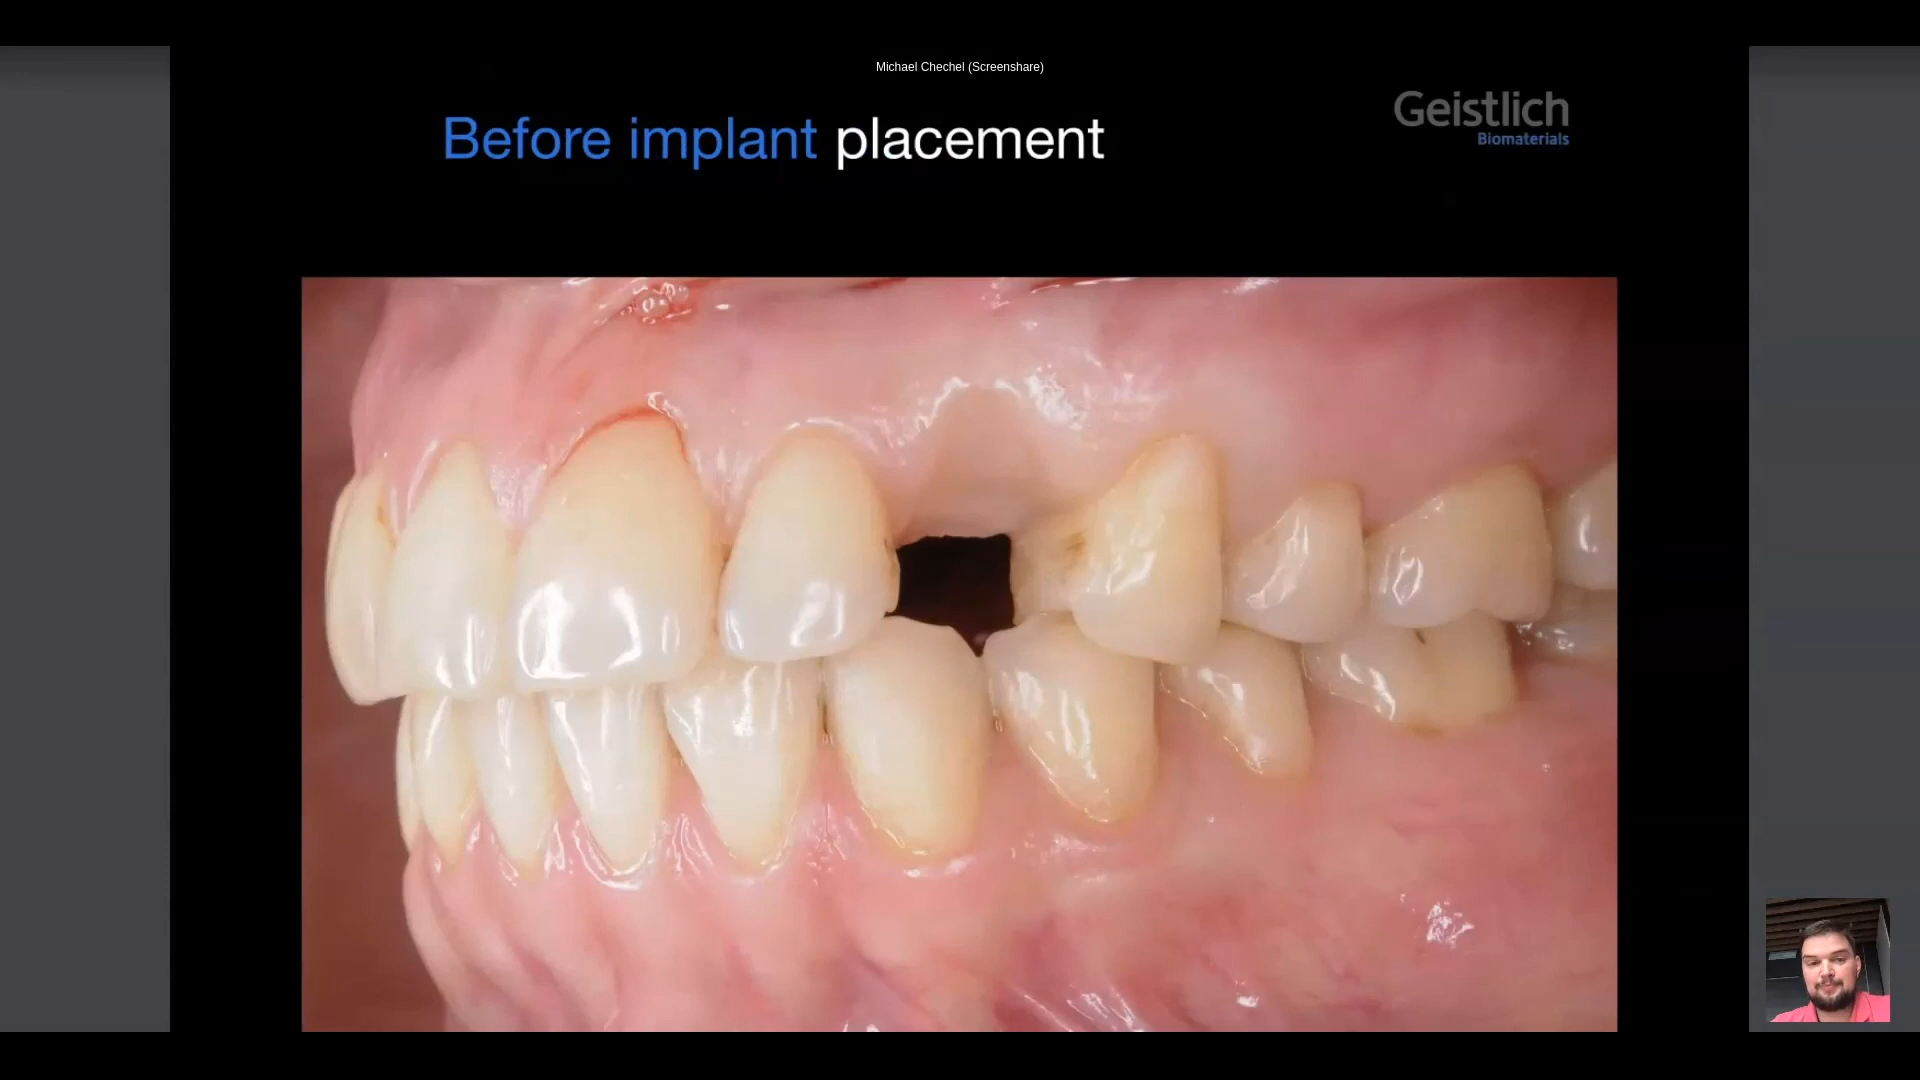 Michael Chechel (Screenshare)
Before implant placement
Geistlich
Biomaterials